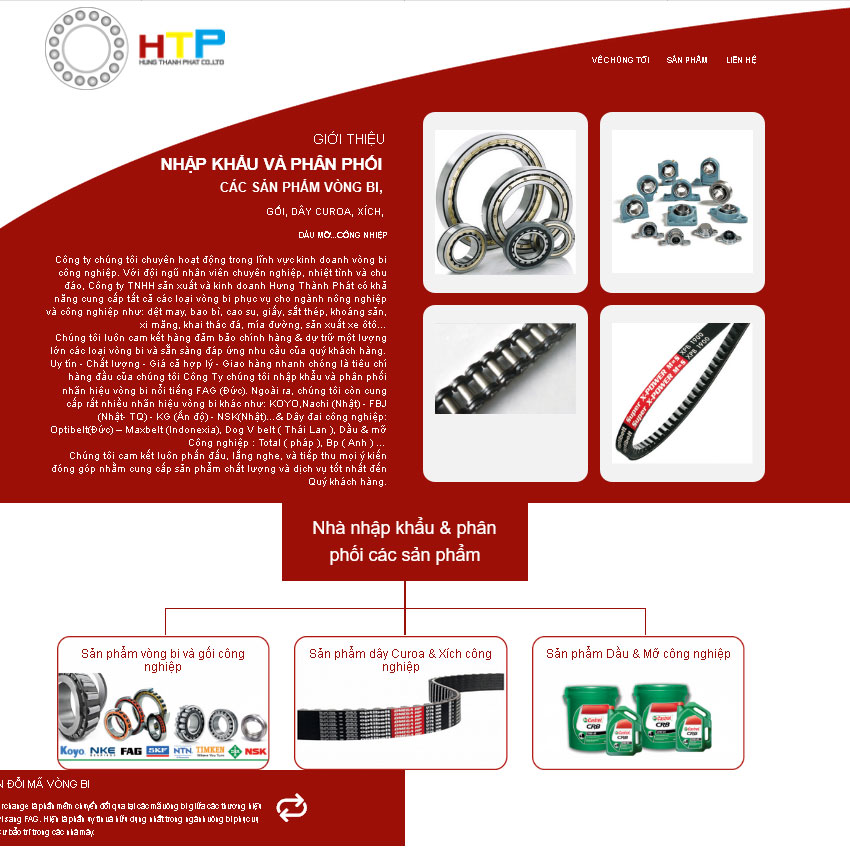 HTP
HUNG THANH PHAT CO.LTD
VỀ CHÚNG TÔI SẢN PHẨM LIÊN HỆ
GIỚI THIỆU
NHẬP KHẨU VÀ PHÂN PHỐI
CÁC SẢN PHẨM VÒNG BI,
GỐI, DÂY CUROA, XÍCH,
DẦU MỠ...CÔNG NHIỆP
Công ty chúng tôi chuyên hoạt động trong lĩnh vực kinh doanh vòng bi
công nghiệp. Với đội ngũ nhân viên chuyên nghiệp, nhiệt tình và chu
đáo, Công ty TNHH sản xuất và kinh doanh Hưng Thành Phát có khả
năng cung cấp tất cả các loại vòng bi phục vụ cho ngành nông nghiệp
và công nghiệp như: dệt may, bao bì, cao su, giấy, sắt thép, khoáng sản,
xi măng, khai thác đá, mía đường, sản xuất xe ôtô...
Chúng tôi luôn cam kết hàng đảm bảo chính hãng & dự trữ một lượng
lớn các loại vòng bi và sẵn sàng đáp ứng nhu cầu của quý khách hàng.
Uy tín - Chất lượng - Giá cả hợp lý - Giao hàng nhanh chóng là tiêu chí
hàng đầu của chúng tôi Công Ty chúng tôi nhập khẩu và phân phối
nhãn hiệu vòng bi nổi tiếng FAG (Đức). Ngoài ra, chúng tôi còn cung
cấp rất nhiều nhãn hiệu vòng bi khác như: KOYO,Nachi (Nhật) - FBJ
(Nhật- TQ) - KG (Ấn độ) - NSK(Nhật)...& Dây đai công nghiệp:
Optibelt(Đức) – Maxbelt (Indonexia), Dog V belt ( Thái Lan ), Dầu & mỡ
Công nghiệp : Total ( pháp ), Bp ( Anh ) ...
Chúng tôi cam kết luôn phấn đấu, lắng nghe, và tiếp thu mọi ý kiến
đóng góp nhằm cung cấp sản phẩm chất lượng và dịch vụ tốt nhất đến
Quý khách hàng.
Super X-POWER M=S XPB 1900
Super X-POWER M=S XPB 1900
Nhà nhập khẩu & phân
phối các sản phẩm
Sản phẩm vòng bi và gối công
nghiệp
Koyo NKE FAG SKF NTN TIMKEN NSK
Sản phẩm dây Curoa & Xích công
nghiệp
Sản phẩm Dầu & Mỡ công nghiệp
Castrol
CRB
Castrol
CRB
N ĐỔI MÃ VÒNG BI
rchange là phần mềm chuyển đổi qua lại các mã vòng bi giữa các thương hiệu
sang FAG. Hiện là phần uy tín và hữu dụng nhất trong ngành vòng bi phục vụ
bảo trì trong các nhà máy.